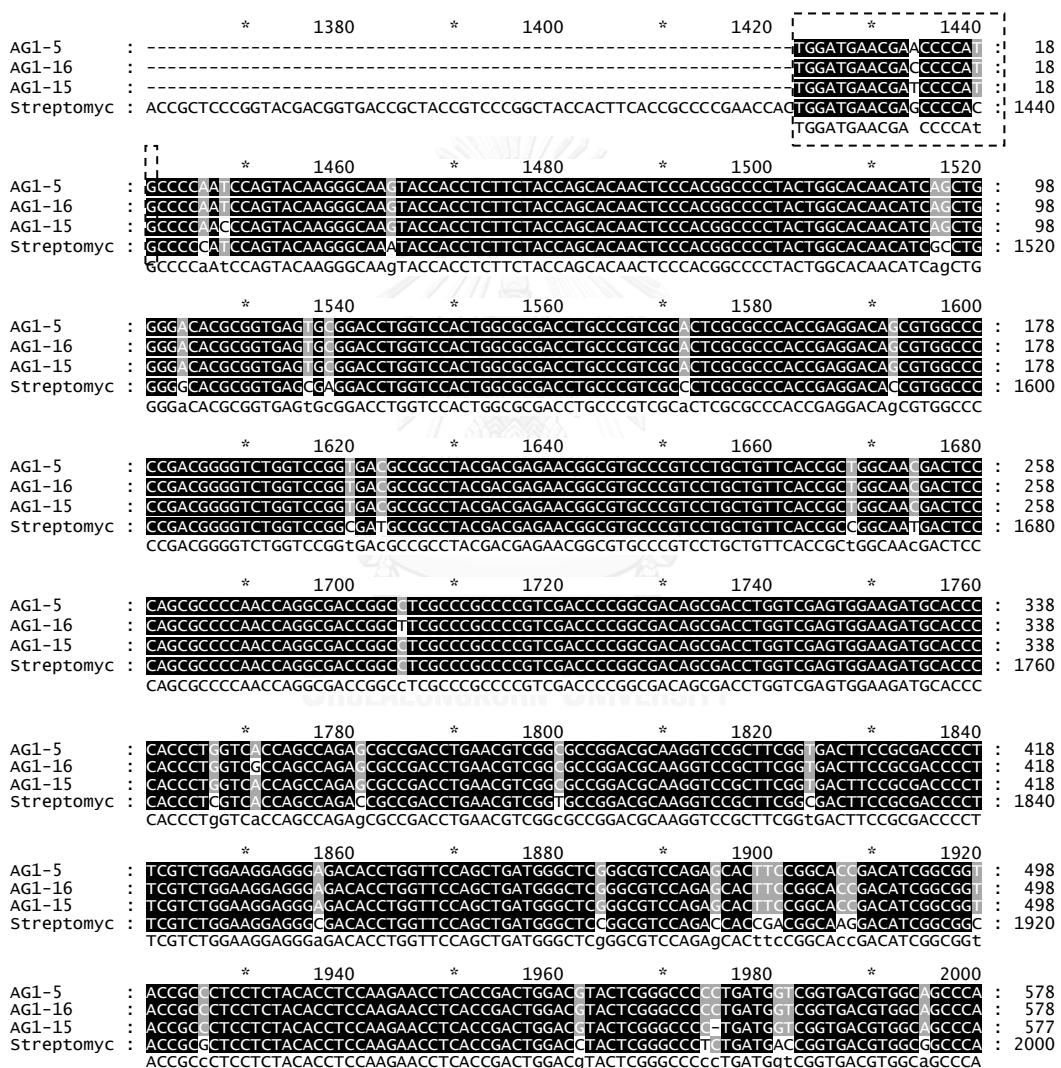 * 1380 * 1400 * 1420 * 1440
AG1-5 : --------------------------------------------------------------TGGATGAACGAACCCCAT : 18
AG1-16 : --------------------------------------------------------------TGGATGAACGACCCCCAT : 18
AG1-15 : --------------------------------------------------------------TGGATGAACGATCCCCAT : 18
Streptomyc : ACCGCTCCCGGTACGACGGTGACCGCTACCGTCCCGGCTACCACTTCACCGCCCCGAACCACTGGATGAACGAGCCCCAC : 1440
TGGATGAACGA CCCCAt
* 1460 * 1480 * 1500 * 1520
AG1-5 : GCCCCAATCCAGTACAAGGGCAAGTACCACCTCTTCTACCAGCACAACTCCCACGGCCCCTACTGGCACAACATCAGCTG : 98
AG1-16 : GCCCCAATCCAGTACAAGGGCAAGTACCACCTCTTCTACCAGCACAACTCCCACGGCCCCTACTGGCACAACATCAGCTG : 98
AG1-15 : GCCCCAACCCAGTACAAGGGCAAGTACCACCTCTTCTACCAGCACAACTCCCACGGCCCCTACTGGCACAACATCAGCTG : 98
Streptomyc : GCCCCCATCCAGTACAAGGGCAAATACCACCTCTTCTACCAGCACAACTCCCACGGCCCCTACTGGCACAACATCGCCTG : 1520
GCCCCaAtCCAGTACAAGGGCAAgTACCACCTCTTCTACCAGCACAACTCCCACGGCCCCTACTGGCACAACATCagCTG
* 1540 * 1560 * 1580 * 1600
AG1-5 : GGGACACGCGGTGAGTGCGGACCTGGTCCACTGGCGCGACCTGCCCGTCGCACTCGCGCCCACCGAGGACAGCGTGGCCC : 178
AG1-16 : GGGACACGCGGTGAGTGCGGACCTGGTCCACTGGCGCGACCTGCCCGTCGCACTCGCGCCCACCGAGGACAGCGTGGCCC : 178
AG1-15 : GGGACACGCGGTGAGTGCGGACCTGGTCCACTGGCGCGACCTGCCCGTCGCACTCGCGCCCACCGAGGACAGCGTGGCCC : 178
Streptomyc : GGGGCACGCGGTGAGCGAGGACCTGGTCCACTGGCGCGACCTGCCCGTCGCCCTCGCGCCCACCGAGGACACCGTGGCCC : 1600
GGGaCACGCGGTGAGtGcGGACCTGGTCCACTGGCGCGACCTGCCCGTCGCaCTCGCGCCCACCGAGGACAgCGTGGCCC
* 1620 * 1640 * 1660 * 1680
AG1-5 : CCGACGGGGTCTGGTCCGGTGACGCCGCCTACGACGAGAACGGCGTGCCCGTCCTGCTGTTCACCGCTGGCAACGACTCC : 258
AG1-16 : CCGACGGGGTCTGGTCCGGTGACGCCGCCTACGACGAGAACGGCGTGCCCGTCCTGCTGTTCACCGCTGGCAACGACTCC : 258
AG1-15 : CCGACGGGGTCTGGTCCGGTGACGCCGCCTACGACGAGAACGGCGTGCCCGTCCTGCTGTTCACCGCTGGCAACGACTCC : 258
Streptomyc : CCGACGGGGTCTGGTCCGGCGATGCCGCCTACGACGAGAACGGCGTGCCCGTCCTGCTGTTCACCGCCGGCAATGACTCC : 1680
CCGACGGGGTCTGGTCCGGtGAcGCCGCCTACGACGAGAACGGCGTGCCCGTCCTGCTGTTCACCGCtGGCAAcGACTCC
* 1700 * 1720 * 1740 * 1760
AG1-5 : CAGCGCCCCAACCAGGCGACCGGCCTCGCCCGCCCCGTCGACCCCGGCGACAGCGACCTGGTCGAGTGGAAGATGCACCC : 338
AG1-16 : CAGCGCCCCAACCAGGCGACCGGCTTCGCCCGCCCCGTCGACCCCGGCGACAGCGACCTGGTCGAGTGGAAGATGCACCC : 338
AG1-15 : CAGCGCCCCAACCAGGCGACCGGCCTCGCCCGCCCCGTCGACCCCGGCGACAGCGACCTGGTCGAGTGGAAGATGCACCC : 338
Streptomyc : CAGCGCCCCAACCAGGCGACCGGCCTCGCCCGCCCCGTCGACCCCGGCGACAGCGACCTGGTCGAGTGGAAGATGCACCC : 1760
CAGCGCCCCAACCAGGCGACCGGCcTCGCCCGCCCCGTCGACCCCGGCGACAGCGACCTGGTCGAGTGGAAGATGCACCC
CHULALONGKORN UNIVERSITY
* 1780 * 1800 * 1820 * 1840
AG1-5 : CACCCTGGTCACCAGCCAGAGCGCCGACCTGAACGTCGGCGCCGGACGCAAGGTCCGCTTCGGTGACTTCCGCGACCCCT : 418
AG1-16 : CACCCTGGTCGCCAGCCAGAGCGCCGACCTGAACGTCGGCGCCGGACGCAAGGTCCGCTTCGGTGACTTCCGCGACCCCT : 418
AG1-15 : CACCCTGGTCACCAGCCAGAGCGCCGACCTGAACGTCGGCGCCGGACGCAAGGTCCGCTTCGGTGACTTCCGCGACCCCT : 418
Streptomyc : CACCCTCGTCACCAGCCAGACCGCCGACCTGAACGTCGGTGCCGGACGCAAGGTCCGCTTCGGCGACTTCCGCGACCCCT : 1840
CACCCTgGTCaCCAGCCAGAgCGCCGACCTGAACGTCGGcGCCGGACGCAAGGTCCGCTTCGGtGACTTCCGCGACCCCT
* 1860 * 1880 * 1900 * 1920
AG1-5 : TCGTCTGGAAGGAGGGAGACACCTGGTTCCAGCTGATGGGCTCGGGCGTCCAGAGCACTTCCGGCACCGACATCGGCGGT : 498
AG1-16 : TCGTCTGGAAGGAGGGAGACACCTGGTTCCAGCTGATGGGCTCGGGCGTCCAGAGCACTTCCGGCACCGACATCGGCGGT : 498
AG1-15 : TCGTCTGGAAGGAGGGAGACACCTGGTTCCAGCTGATGGGCTCGGGCGTCCAGAGCACTTCCGGCACCGACATCGGCGGT : 498
Streptomyc : TCGTCTGGAAGGAGGGCGACACCTGGTTCCAGCTGATGGGCTCCGGCGTCCAGACCACCGACGGCAAGGACATCGGCGGC : 1920
TCGTCTGGAAGGAGGGaGACACCTGGTTCCAGCTGATGGGCTCgGGCGTCCAGAgCACttcCGGCAccGACATCGGCGGt
* 1940 * 1960 * 1980 * 2000
AG1-5 : ACCGCCCTCCTCTACACCTCCAAGAACCTCACCGACTGGACGTACTCGGGCCCCCTGATGGTCGGTGACGTGGCAGCCCA : 578
AG1-16 : ACCGCCCTCCTCTACACCTCCAAGAACCTCACCGACTGGACGTACTCGGGCCCCCTGATGGTCGGTGACGTGGCAGCCCA : 578
AG1-15 : ACCGCCCTCCTCTACACCTCCAAGAACCTCACCGACTGGACGTACTCGGGCCCC-TGATGGTCGGTGACGTGGCAGCCCA : 577
Streptomyc : ACCGCGCTCCTCTACACCTCCAAGAACCTCACCGACTGGACCTACTCGGGCCCTCTGATGACCGGTGACGTGGCGGCCCA : 2000
ACCGCcCTCCTCTACACCTCCAAGAACCTCACCGACTGGACgTACTCGGGCCCccTGATGgtCGGTGACGTGGCaGCCCA